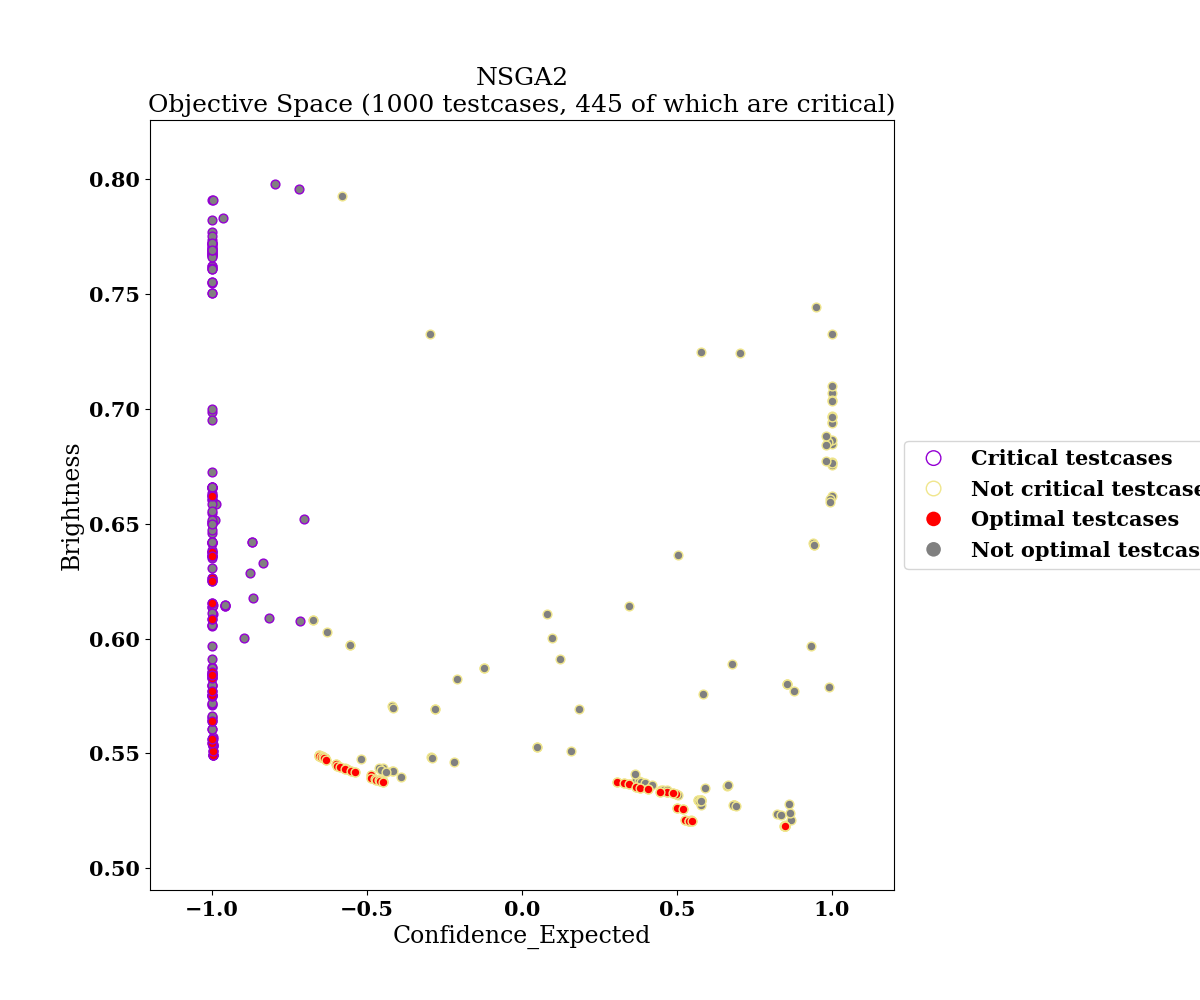 NSGA2
Objective Space (1000 testcases, 445 of which are critical)
0.80
0.75
0.70
0.65
0.60
0.55
0.50
Brightness
−1.0
−0.5
0.0
0.5
1.0
Confidence_Expected
Critical testcases
Not critical testcase
Optimal testcases
Not optimal testcas